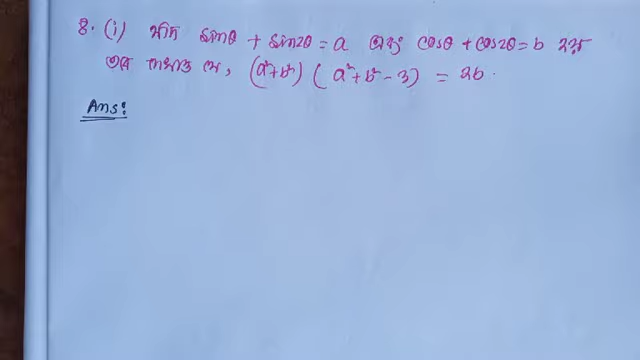 8. (i) যদি sinθ + sin2θ = a এবং cosθ + cos2θ = b হয়
তবে দেখাও যে, (a²+b²) (a²+b²-3) = 2b.
Ans: